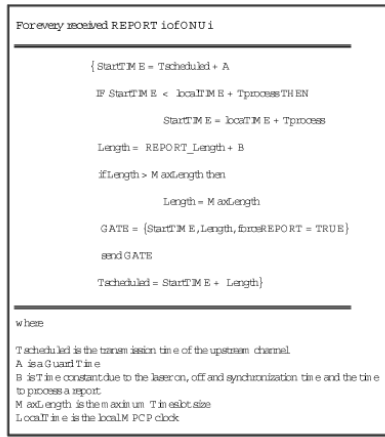 For every received REPORT i of ONU i
{StartTIME = Tscheduled + A
IF StartTIME < localTIME + Tprocess THEN
StartTIME = localTIME + Tprocess
Length = REPORT_Length + B
if Length > MaxLength then
Length = MaxLength
GATE = {StartTIME, Length, forceREPORT = TRUE}
send GATE
Tscheduled = StartTIME + Length}
where
Tscheduled is the transmission time of the upstream channel
A is a Guard Time
B is Time constant due to the laser on, off and synchronization time and the time
to process a report
MaxLength is the maximum Timeslot size
LocalTime is the local MPCP clock